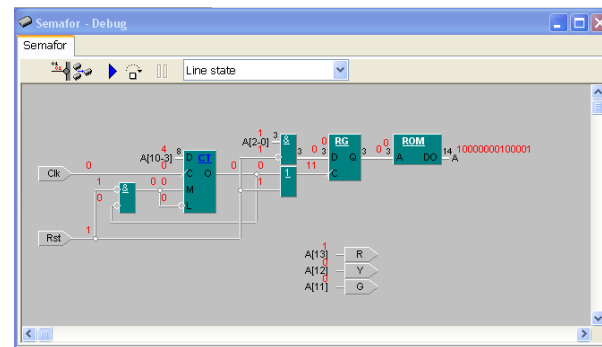 Semafor - Debug
Semafor
Line state
A[10-3] 4 8 D CT
A[2-0] 1 3 &
RG
ROM
Clk 0
C O
M
L
1 &
0
0 0
0
0
0 0
1
1
1
11
3 0 3 D Q 3 0 0 3 A DO 14 A 10000000100001
C
Rst 1
A[13] 1 R
A[12] 0 Y
A[11] 0 G